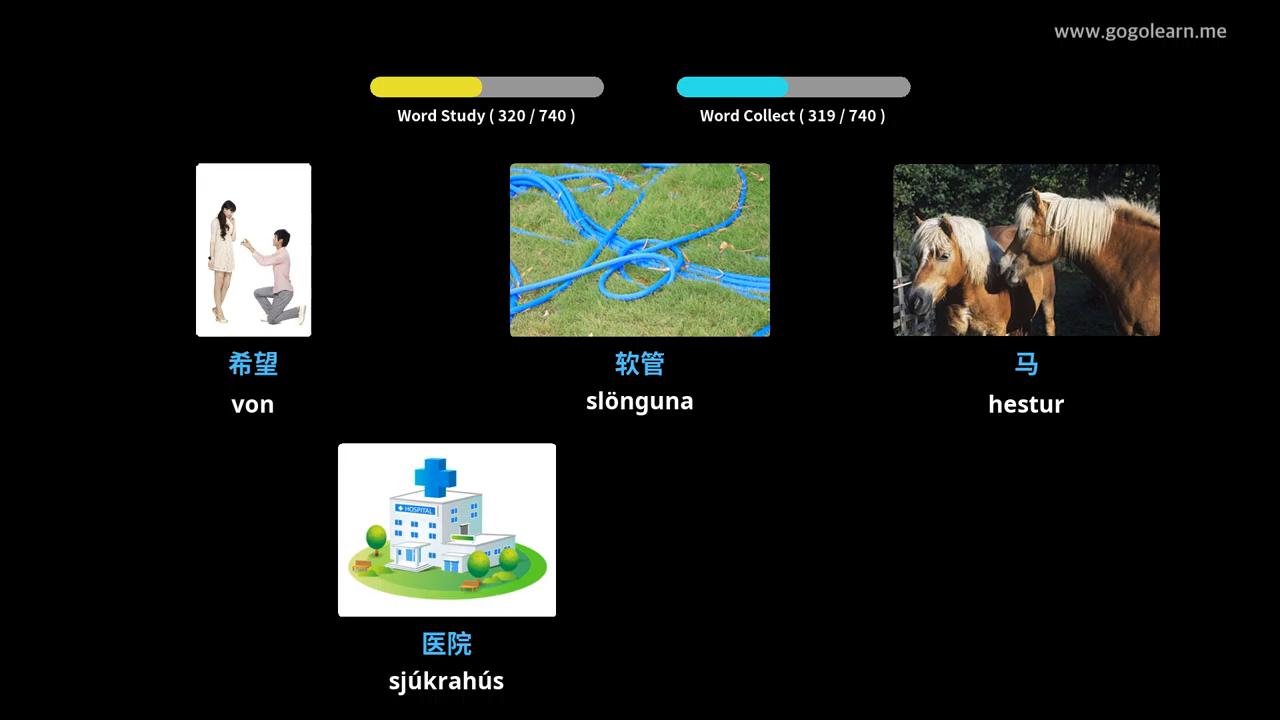 www.gogolearn.me
Word Study ( 320 / 740 )
Word Collect ( 319 / 740 )
希望
von
软管
slönguna
马
hestur
HOSPITAL
医院
sjúkrahús